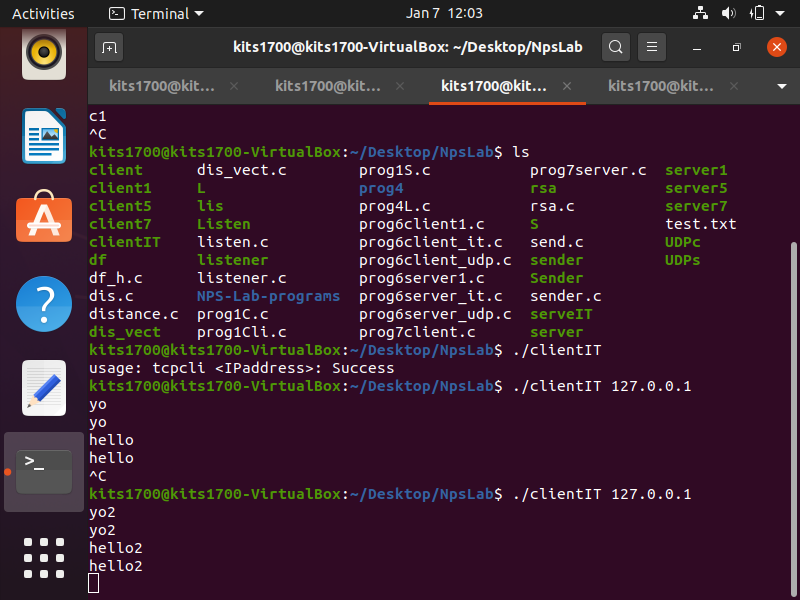 Activities Terminal Jan 7 12:03
kits1700@kits1700-VirtualBox: ~/Desktop/NpsLab
kits1700@kit... kits1700@kit... kits1700@kit... kits1700@kit...
c1
^C
kits1700@kits1700-VirtualBox:~/Desktop/NpsLab$ ls
client dis_vect.c prog1S.c prog7server.c server1
client1 L prog4 rsa server5
client5 lis prog4L.c rsa.c server7
client7 Listen prog6client1.c S test.txt
clientIT listen.c prog6client_it.c send.c UDPc
df listener prog6client_udp.c sender UDPs
df_h.c listener.c prog6server1.c Sender
dis.c NPS-Lab-programs prog6server_it.c sender.c
distance.c prog1C.c prog6server_udp.c serveIT
dis_vect prog1Cli.c prog7client.c server
kits1700@kits1700-VirtualBox:~/Desktop/NpsLab$ ./clientIT
usage: tcpcli <IPaddress>: Success
kits1700@kits1700-VirtualBox:~/Desktop/NpsLab$ ./clientIT 127.0.0.1
yo
yo
hello
hello
^C
kits1700@kits1700-VirtualBox:~/Desktop/NpsLab$ ./clientIT 127.0.0.1
yo2
yo2
hello2
hello2